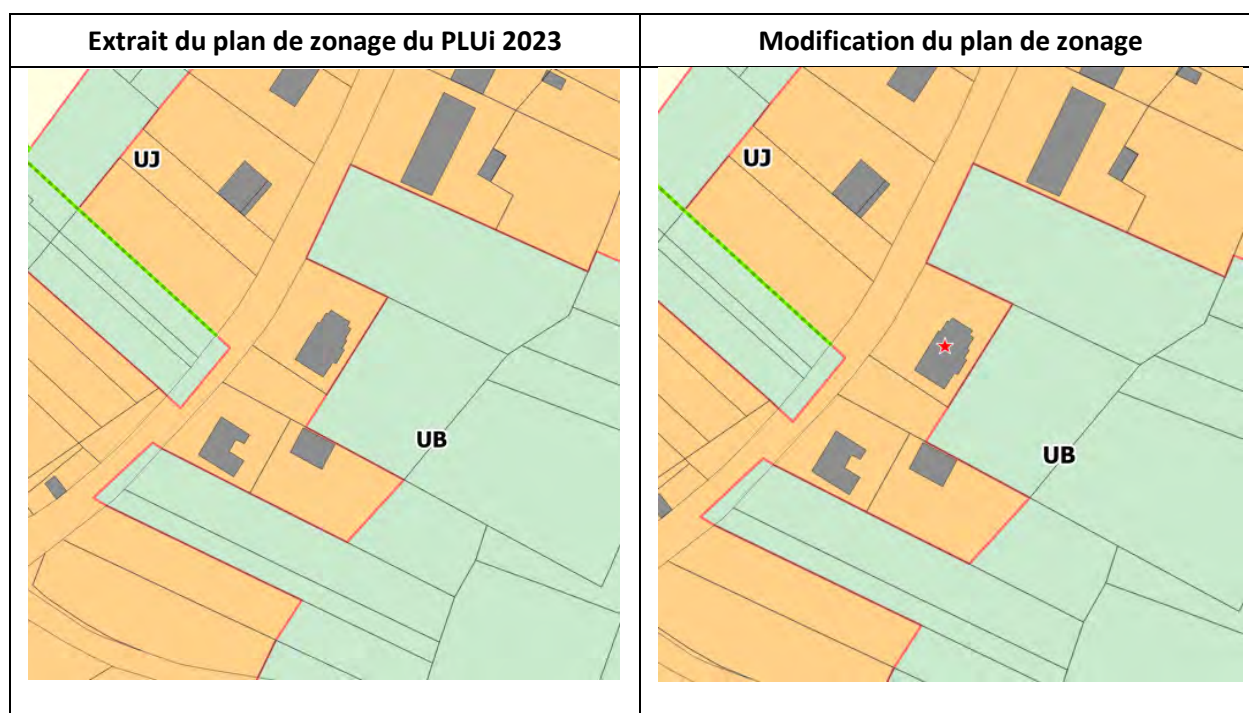 Extrait du plan de zonage du PLUi 2023
Modification du plan de zonage
UJ
UB
UJ
UB